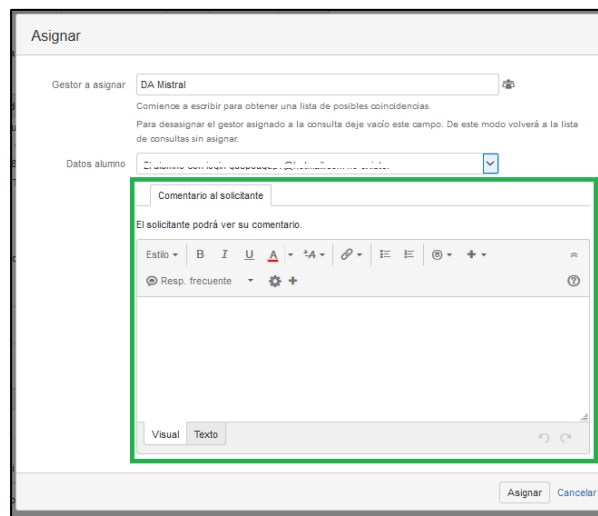 Asignar
Gestor a asignar
DA Mistral
Comience a escribir para obtener una lista de posibles coincidencias.
Para desasignar el gestor asignado a la consulta deje vacío este campo. De este modo volverá a la lista
de consultas sin asignar.
Datos alumno
Comentario al solicitante
El solicitante podrá ver su comentario.
Estilo B I U A ªA
Resp. frecuente
Visual Texto
Asignar Cancelar